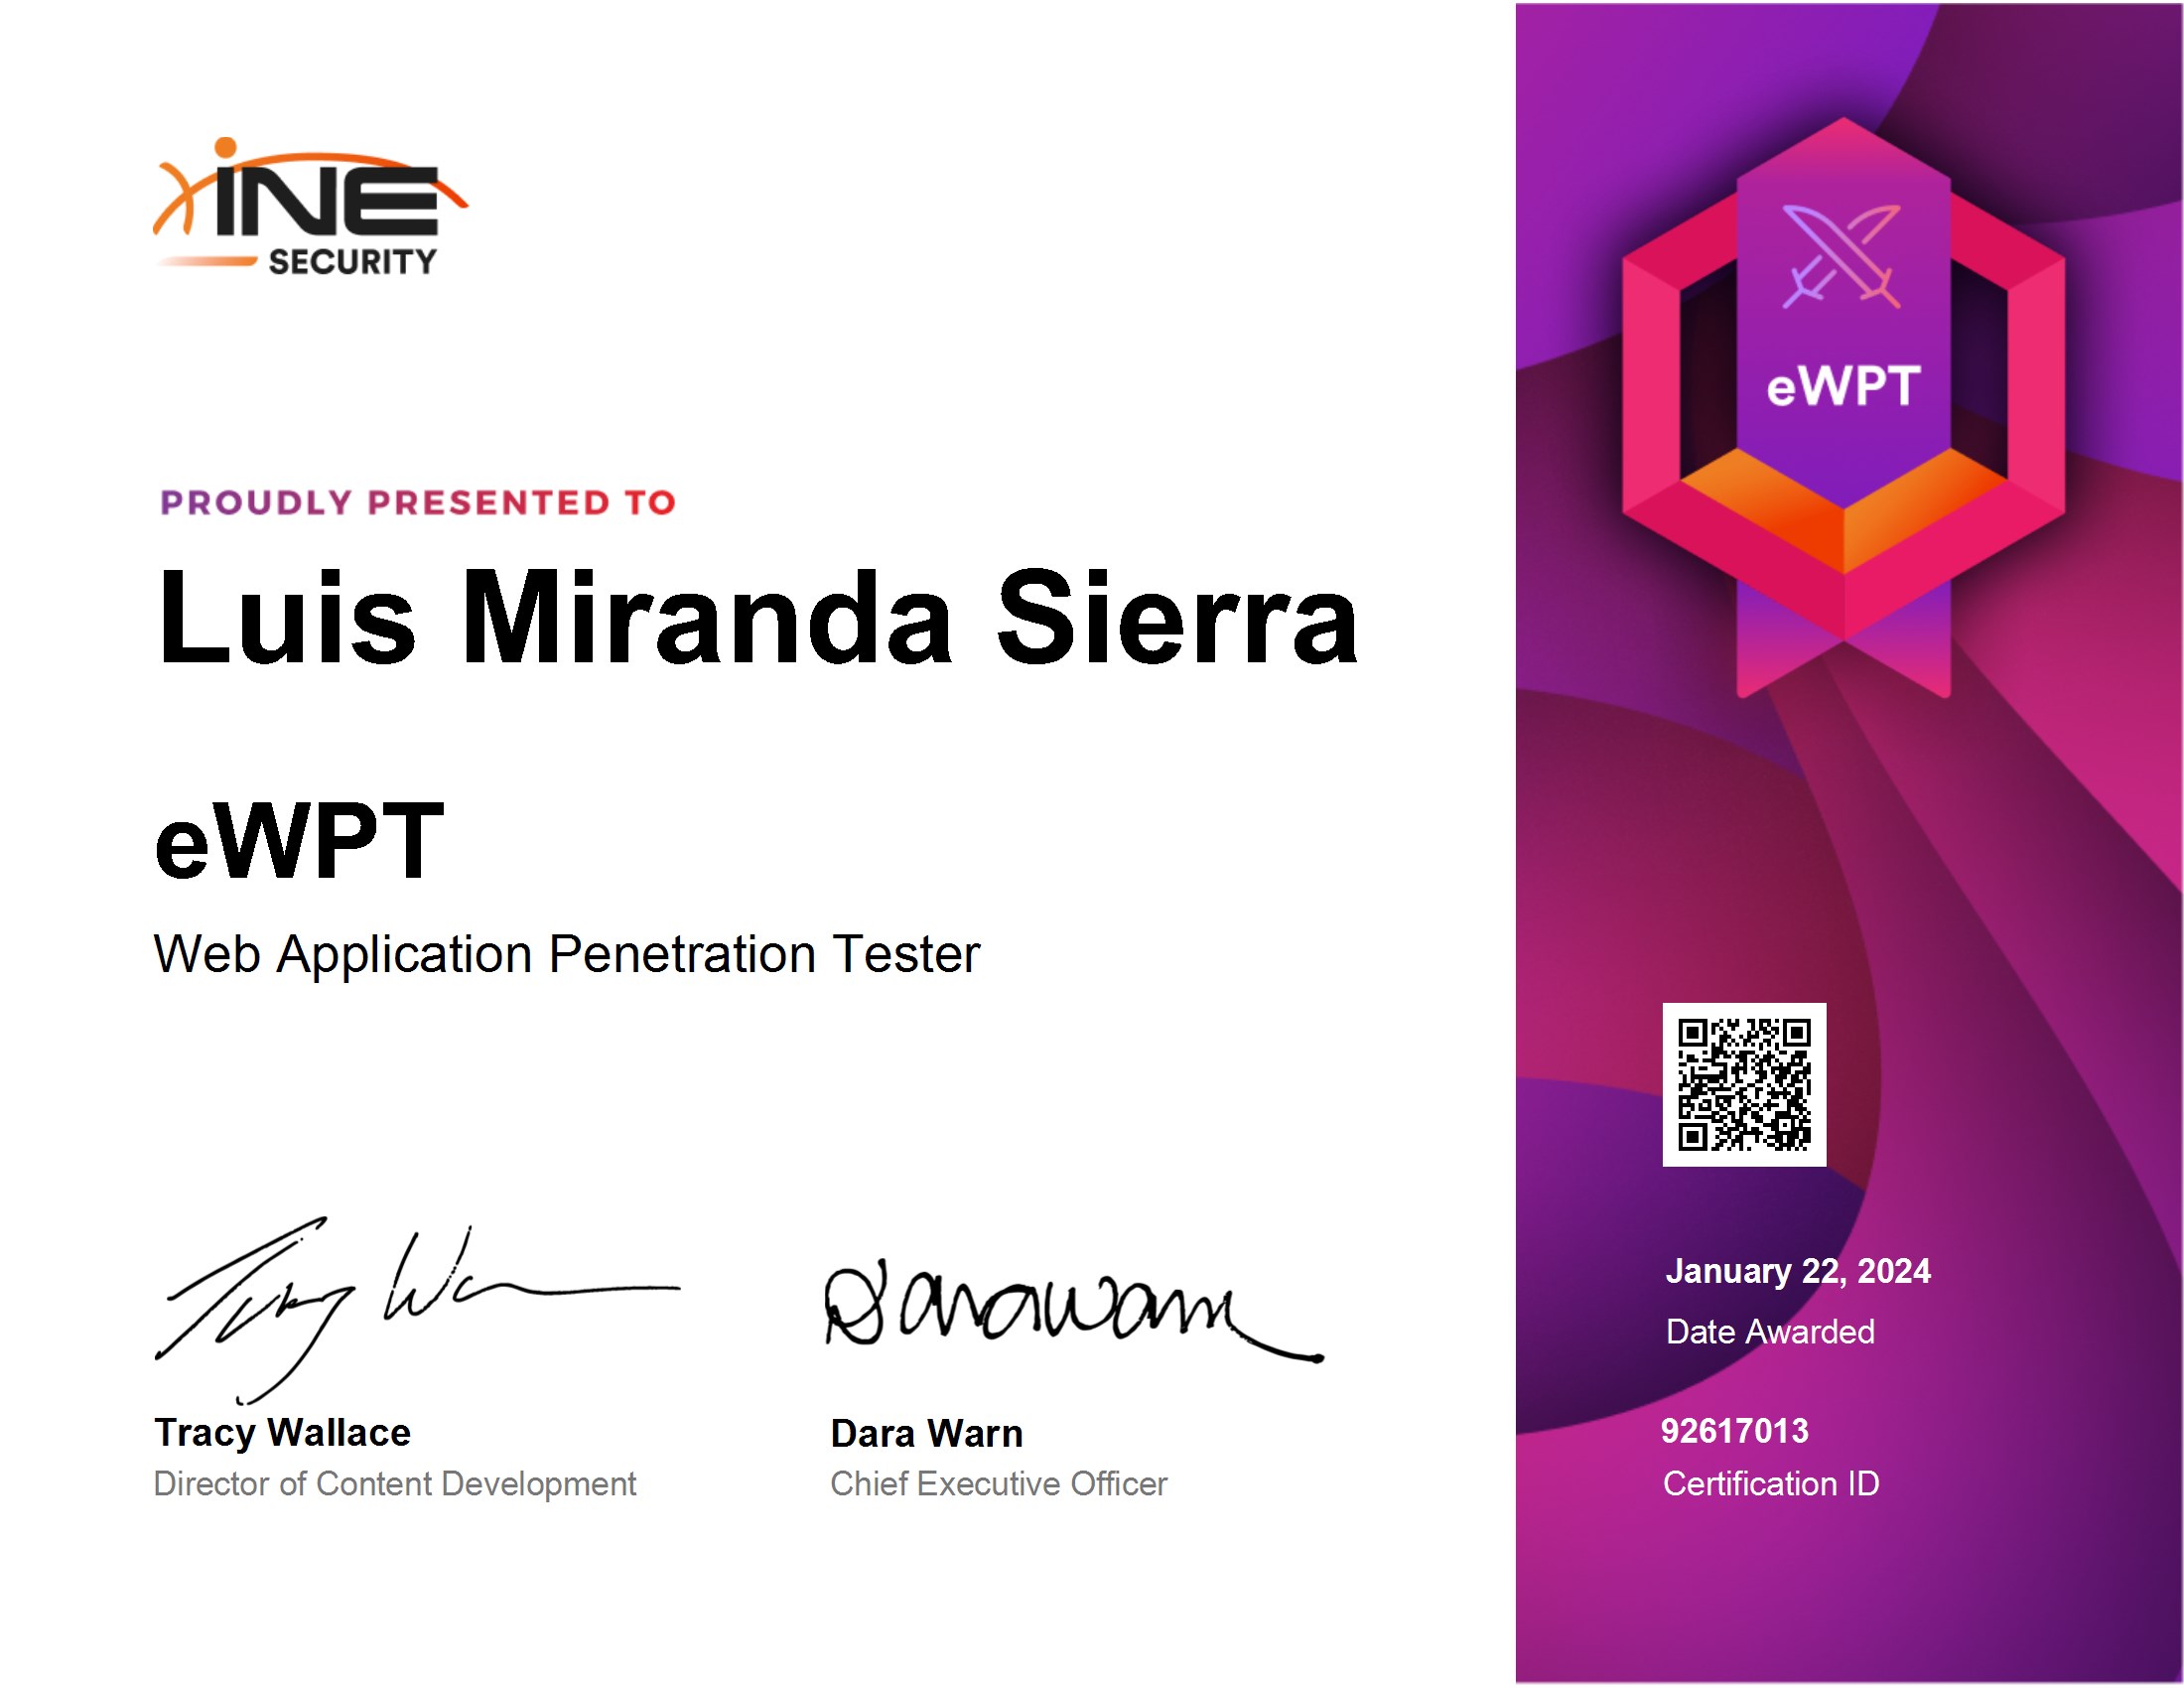 iNE
SECURITY
PROUDLY PRESENTED TO
Luis Miranda Sierra
eWPT
Web Application Penetration Tester
Tracy Wallace
Director of Content Development
Dara Warn
Chief Executive Officer
eWPT
January 22, 2024
Date Awarded
92617013
Certification ID